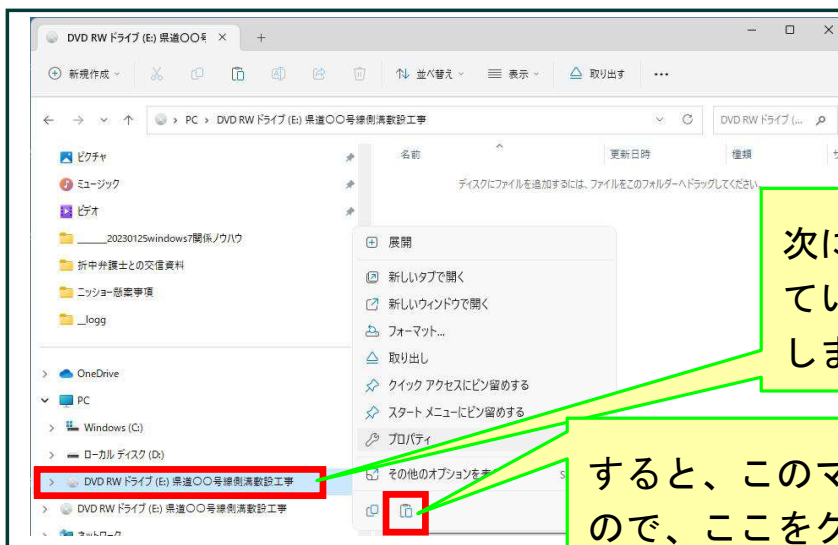 DVD RW ドライブ (E:) 県道〇〇号
新規作成
並べ替え
表示
取り出す
PC › DVD RW ドライブ (E:) 県道〇〇号線側溝敷設工事
DVD RW ドライブ (...
名前
更新日時
種類
ディスクにファイルを追加するには、ファイルをこのフォルダーへドラッグしてください。
ピクチャ
ミュージック
ビデオ
______20230125windows7関係ノウハウ
折中弁護士との交信資料
ニッショー懸案事項
__logg
OneDrive
PC
Windows (C:)
ローカル ディスク (D:)
DVD RW ドライブ (E:) 県道〇〇号線側溝敷設工事
DVD RW ドライブ (E:) 県道〇〇号線側溝敷設工事
ネットワーク
展開
新しいタブで開く
新しいウィンドウで開く
フォーマット...
取り出し
クイック アクセスにピン留めする
スタート メニューにピン留めする
プロパティ
その他のオプションを表
次に
てい
しま
すると、このマ
ので、ここをク